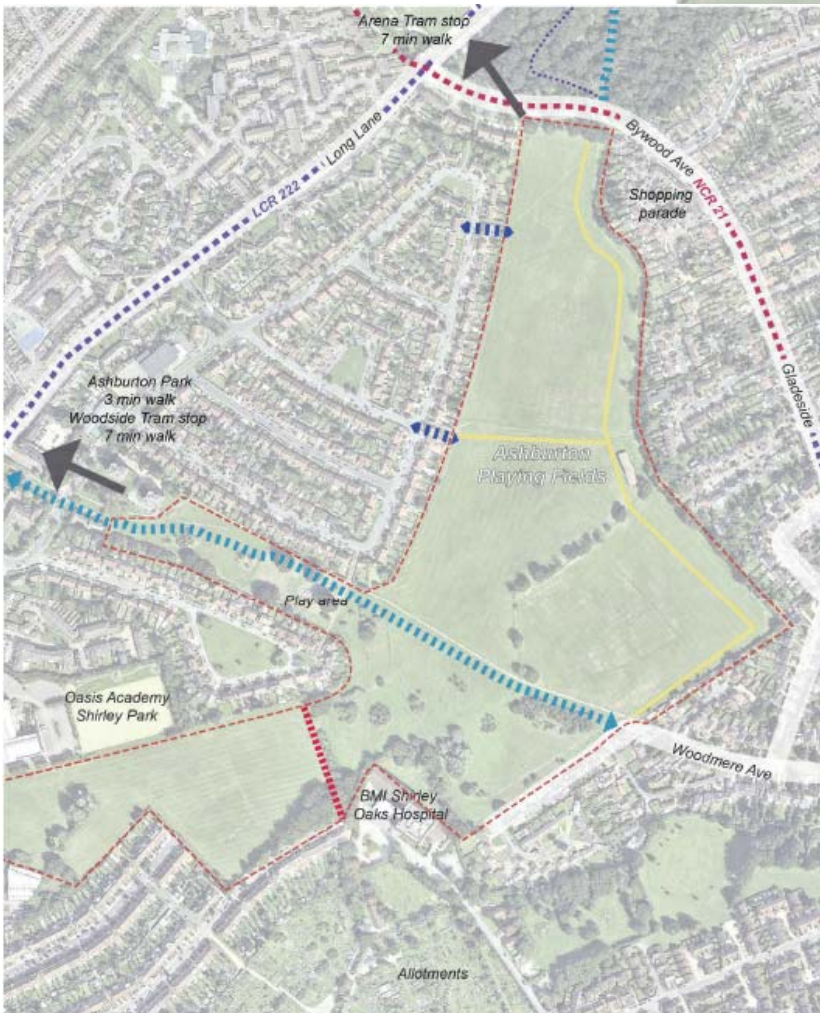 Arena Tram stop
7 min walk
Long Lane
LCR 222
Bywood Ave
NCR 21
Shopping
parade
Gladeside
Ashburton Park
3 min walk
Woodside Tram stop
7 min walk
Ashburton
Playing Fields
Play area
Oasis Academy
Shirley Park
Woodmere Ave
BMI Shirley
Oaks Hospital
Allotments